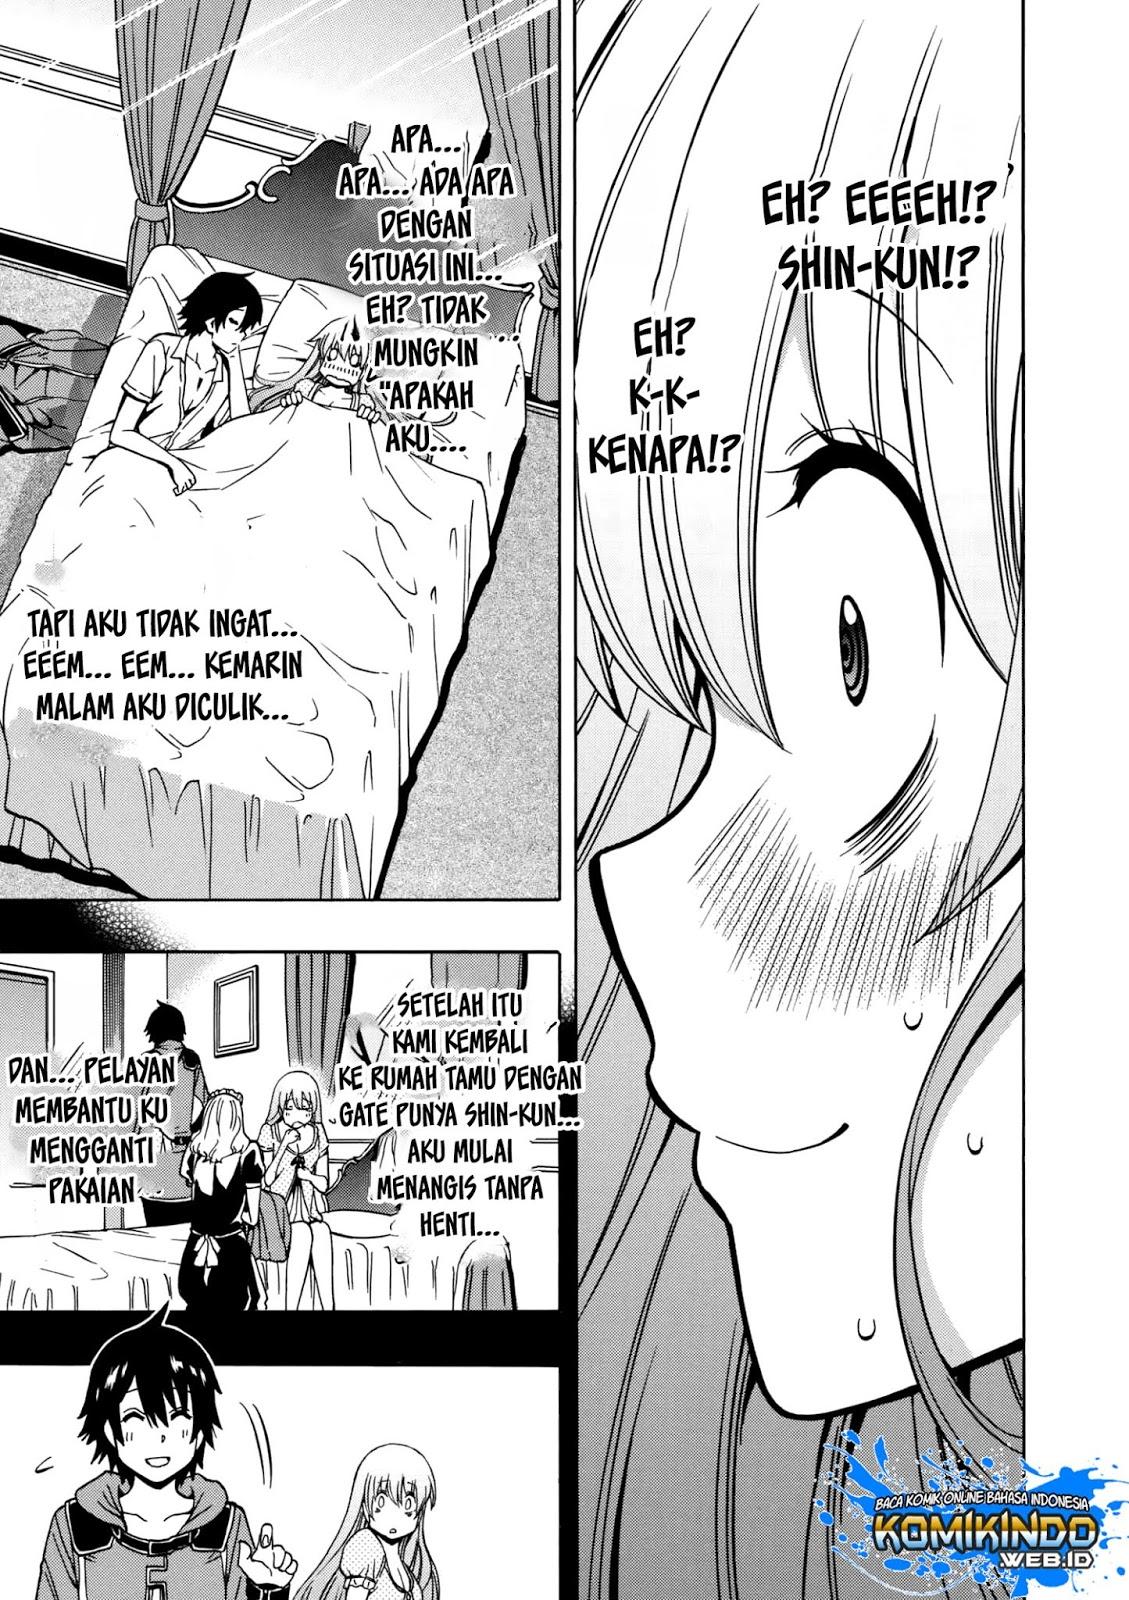 EH? EEEEH!?
SHIN-KUN!?
EH?
K-K-
KENAPA!?
APA...
APA... ADA APA
DENGAN
SITUASI INI...
EH? TIDAK
MUNGKIN ...
"APAKAH
AKU....
TAPI AKU TIDAK INGAT...
EEEM... EEM... KEMARIN
MALAM AKU DICULIK...
SETELAH ITU
KAMI KEMBALI
KE RUMAH TAMU DENGAN
GATE PUNYA SHIN-KUN...
AKU MULAI
MENANGIS TANPA
HENTI...
DAN... PELAYAN
MEMBANTU KU
MENGGANTI
PAKAIAN
BACA KOMIK ONLINE BAHASA INDONESIA
KOMIKINDO
.WEB.ID